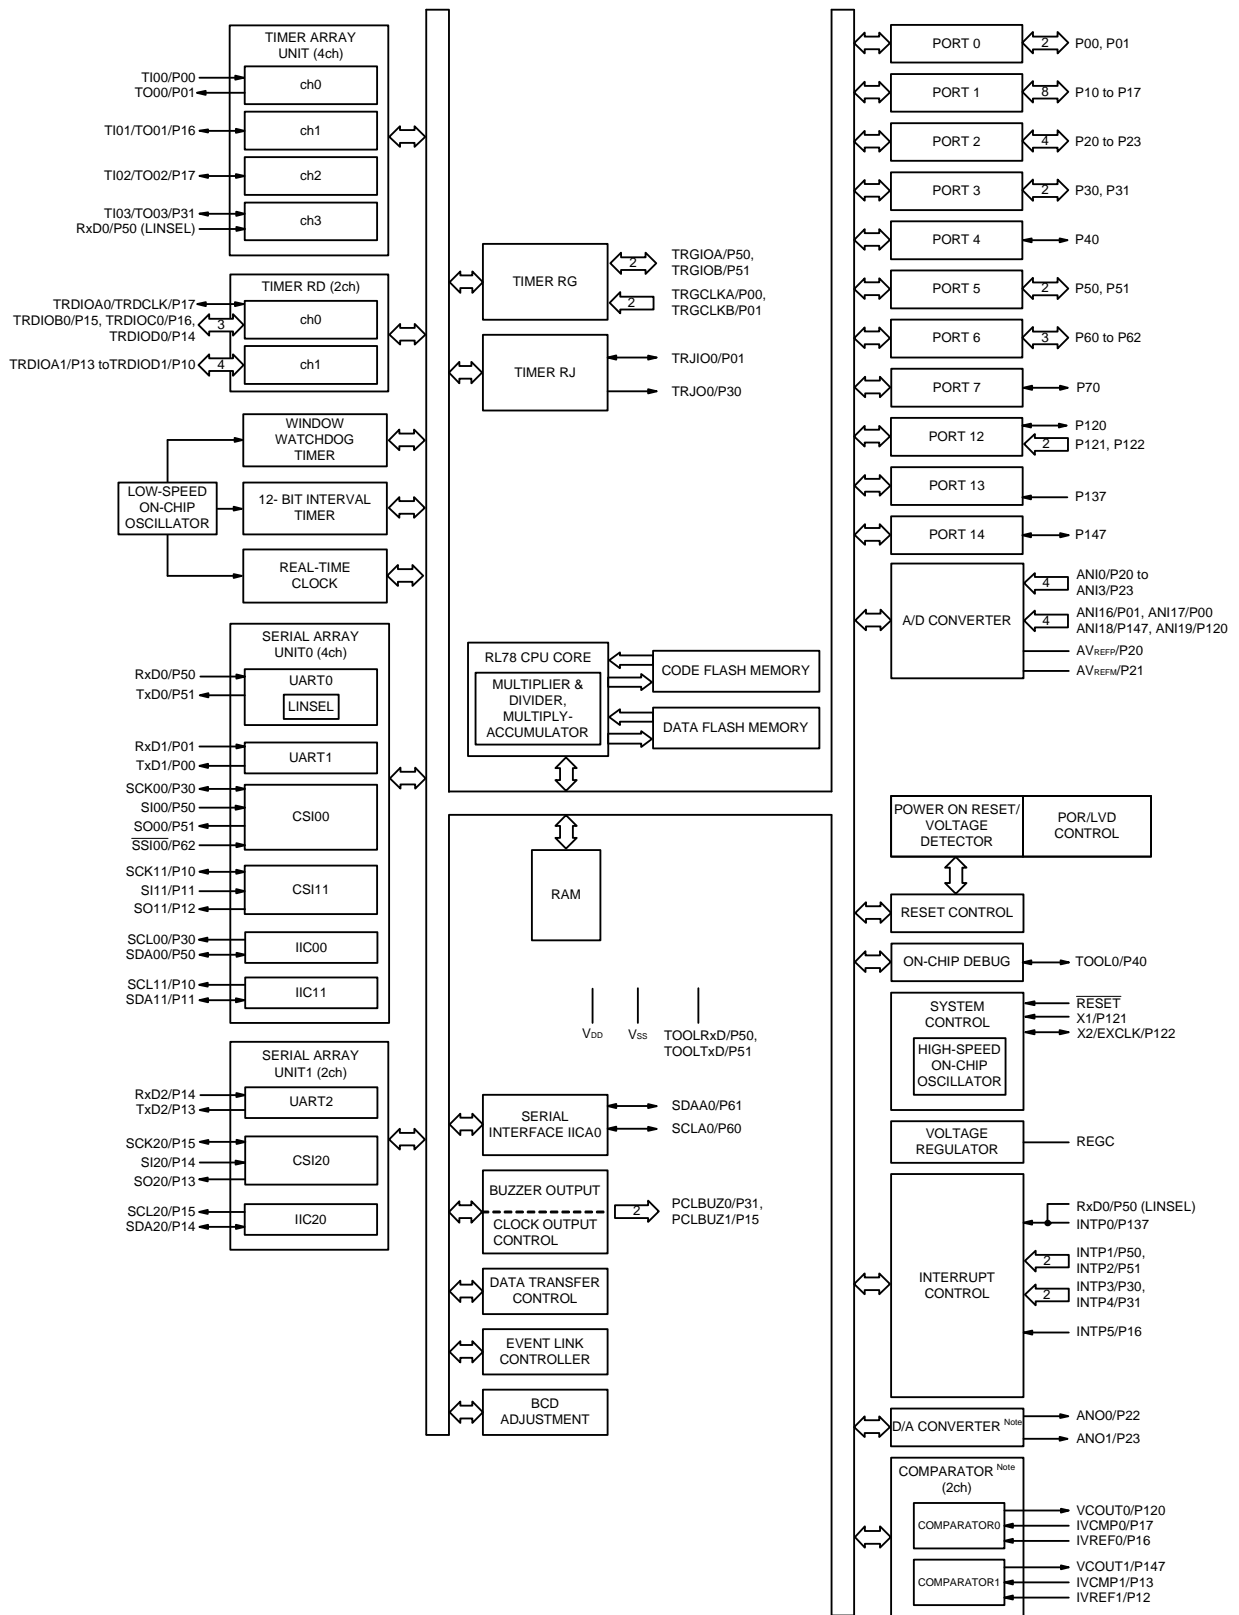 TIMER ARRAY
UNIT (4ch)
TI00/P00
TO00/P01
ch0
TI01/TO01/P16
ch1
TI02/TO02/P17
ch2
TI03/TO03/P31
RxD0/P50 (LINSEL)
ch3
TIMER RD (2ch)
TRDIOA0/TRDCLK/P17
TRDIOB0/P15, TRDIOC0/P16,
TRDIOD0/P14
3
ch0
TRDIOA1/P13 toTRDIOD1/P10
4
ch1
WINDOW
WATCHDOG
TIMER
LOW-SPEED
ON-CHIP
OSCILLATOR
12- BIT INTERVAL
TIMER
REAL-TIME
CLOCK
SERIAL ARRAY
UNIT0 (4ch)
RxD0/P50
TxD0/P51
UART0
LINSEL
RxD1/P01
TxD1/P00
UART1
SCK00/P30
SI00/P50
SO00/P51
SSI00/P62
CSI00
SCK11/P10
SI11/P11
SO11/P12
CSI11
SCL00/P30
SDA00/P50
IIC00
SCL11/P10
SDA11/P11
IIC11
SERIAL ARRAY
UNIT1 (2ch)
RxD2/P14
TxD2/P13
UART2
SCK20/P15
SI20/P14
SO20/P13
CSI20
SCL20/P15
SDA20/P14
IIC20
TIMER RG
2
TRGIOA/P50,
TRGIOB/P51
2
TRGCLKA/P00,
TRGCLKB/P01
TIMER RJ
TRJIO0/P01
TRJO0/P30
RL78 CPU CORE
MULTIPLIER &
DIVIDER,
MULTIPLY-
ACCUMULATOR
CODE FLASH MEMORY
DATA FLASH MEMORY
RAM
VDD
VSS
TOOLRxD/P50,
TOOLTxD/P51
SERIAL
INTERFACE IICA0
SDAA0/P61
SCLA0/P60
BUZZER OUTPUT
CLOCK OUTPUT
CONTROL
2
PCLBUZ0/P31,
PCLBUZ1/P15
DATA TRANSFER
CONTROL
EVENT LINK
CONTROLLER
BCD
ADJUSTMENT
PORT 0
2
P00, P01
PORT 1
8
P10 to P17
PORT 2
4
P20 to P23
PORT 3
2
P30, P31
PORT 4
P40
PORT 5
2
P50, P51
PORT 6
3
P60 to P62
PORT 7
P70
PORT 12
P120
2
P121, P122
PORT 13
P137
PORT 14
P147
A/D CONVERTER
4
ANI0/P20 to
ANI3/P23
4
ANI16/P01, ANI17/P00
ANI18/P147, ANI19/P120
AVREFP/P20
AVREFM/P21
POWER ON RESET/
VOLTAGE
DETECTOR
POR/LVD
CONTROL
RESET CONTROL
ON-CHIP DEBUG
TOOL0/P40
SYSTEM
CONTROL
HIGH-SPEED
ON-CHIP
OSCILLATOR
RESET
X1/P121
X2/EXCLK/P122
VOLTAGE
REGULATOR
REGC
INTERRUPT
CONTROL
RxD0/P50 (LINSEL)
INTP0/P137
2
INTP1/P50,
INTP2/P51
2
INTP3/P30,
INTP4/P31
INTP5/P16
D/A CONVERTER Note
ANO0/P22
ANO1/P23
COMPARATOR Note
(2ch)
COMPARATOR0
VCOUT0/P120
IVCMP0/P17
IVREF0/P16
COMPARATOR1
VCOUT1/P147
IVCMP1/P13
IVREF1/P12